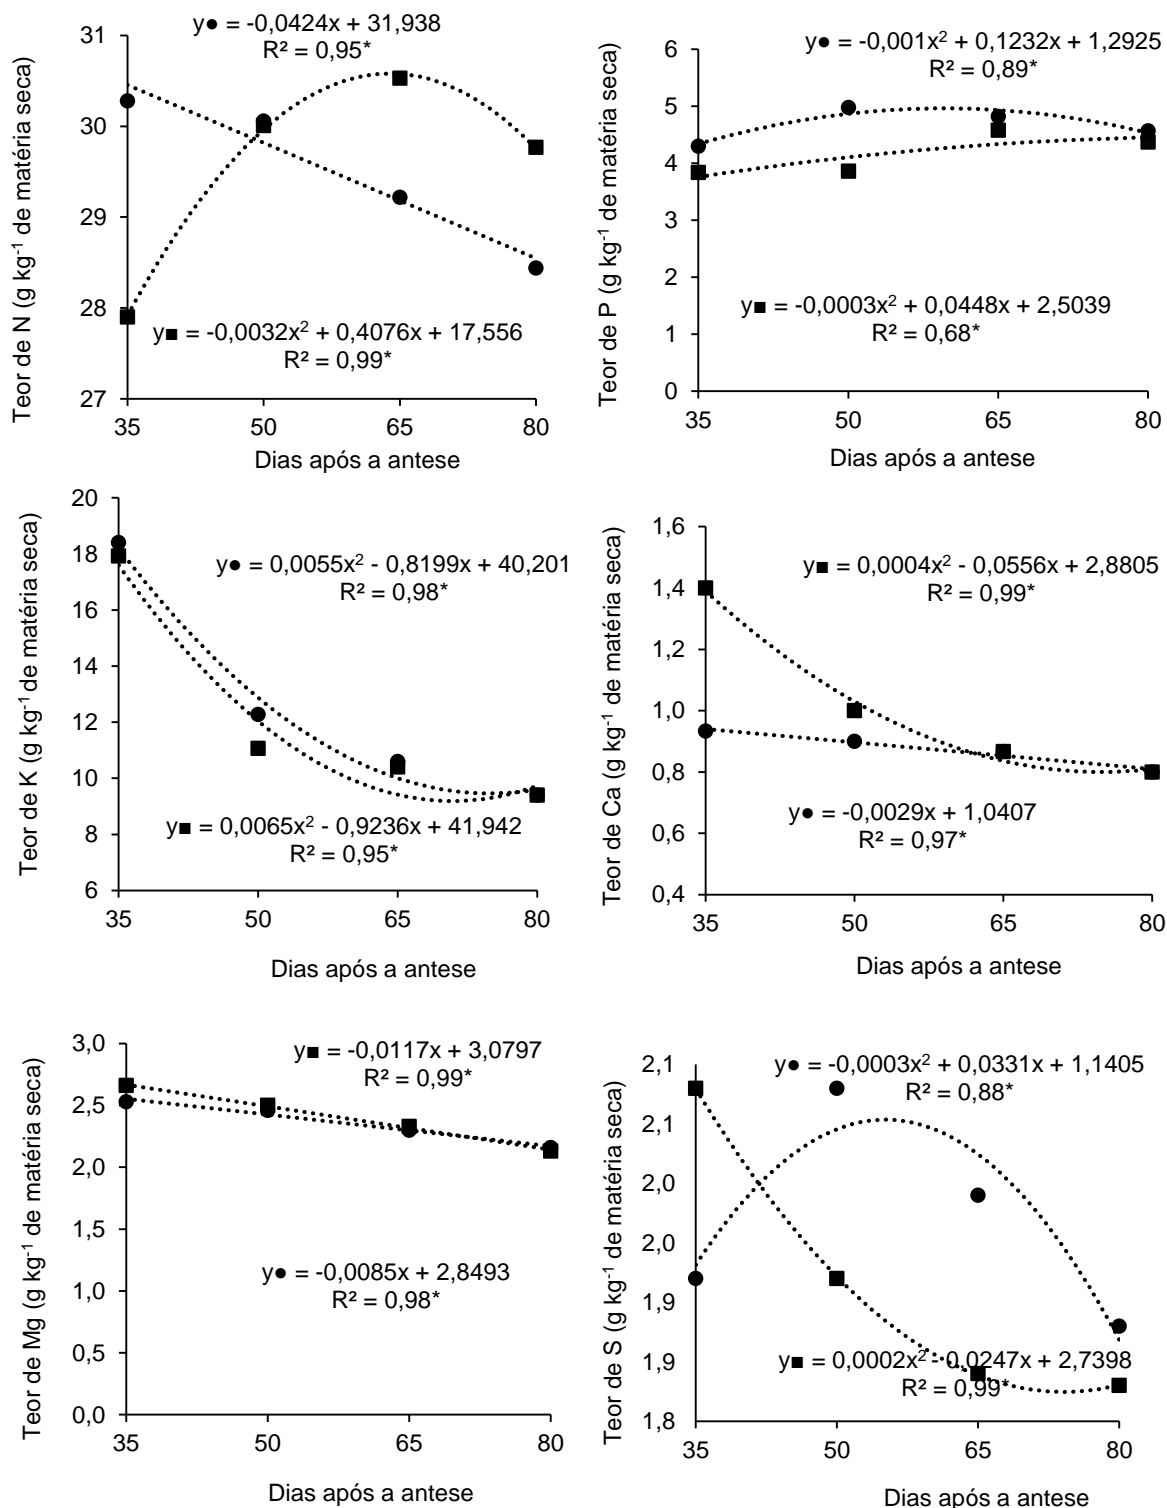 y● = -0,0424x + 31,938
R² = 0,95*
Teor de N (g kg⁻¹ de matéria seca)
31
30
29
28
27
y■ = -0,0032x² + 0,4076x + 17,556
R² = 0,99*
35 50 65 80
Dias após a antese
y● = -0,001x² + 0,1232x + 1,2925
R² = 0,89*
Teor de P (g kg⁻¹ de matéria seca)
6
5
4
3
2
1
0
y■ = -0,0003x² + 0,0448x + 2,5039
R² = 0,68*
35 50 65 80
Dias após a antese
Teor de K (g kg⁻¹ de matéria seca)
20
18
16
14
12
10
8
6
y● = 0,0055x² - 0,8199x + 40,201
R² = 0,98*
y■ = 0,0065x² - 0,9236x + 41,942
R² = 0,95*
35 50 65 80
Dias após a antese
Teor de Ca (g kg⁻¹ de matéria seca)
1,6
1,4
1,2
1,0
0,8
0,6
0,4
y■ = 0,0004x² - 0,0556x + 2,8805
R² = 0,99*
y● = -0,0029x + 1,0407
R² = 0,97*
35 50 65 80
Dias após a antese
Teor de Mg (g kg⁻¹ de matéria seca)
3,0
2,5
2,0
1,5
1,0
0,5
0,0
y■ = -0,0117x + 3,0797
R² = 0,99*
y● = -0,0085x + 2,8493
R² = 0,98*
35 50 65 80
Dias após a antese
Teor de S (g kg⁻¹ de matéria seca)
2,1
2,1
2,0
2,0
1,9
1,9
1,8
y● = -0,0003x² + 0,0331x + 1,1405
R² = 0,88*
y■ = 0,0002x² - 0,0247x + 2,7398
R² = 0,99*
35 50 65 80
Dias após a antese